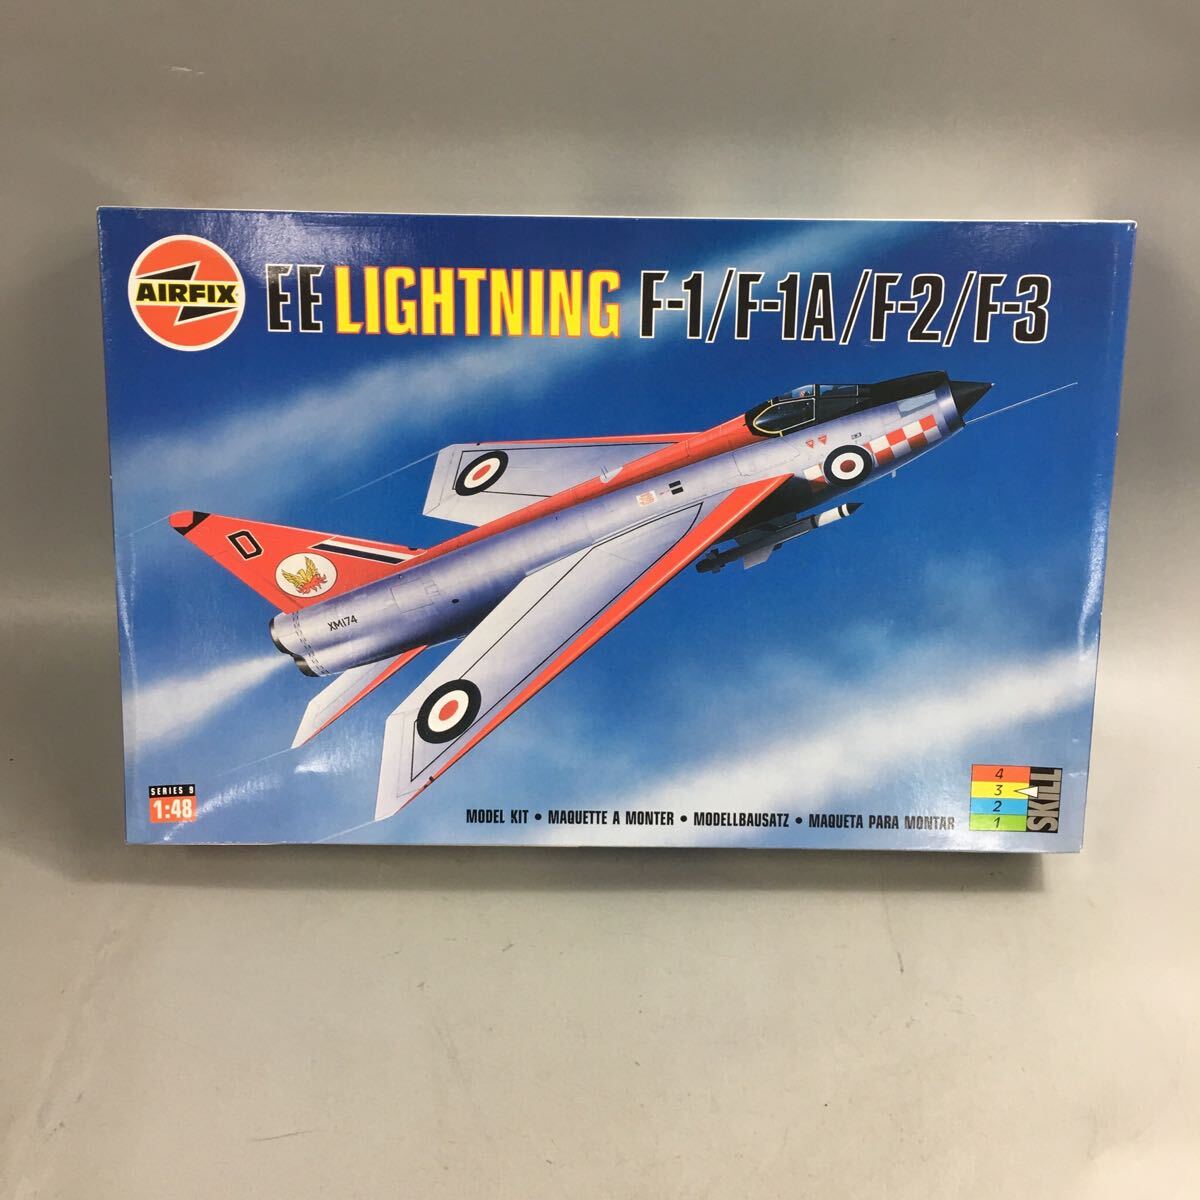 AIRFIX
EE LIGHTNING F-1/F-1A/F-2/F-3
D
XM174
SERIES 9
1:48
MODEL KIT • MAQUETTE A MONTER • MODELLBAUSATZ • MAQUETA PARA MONTAR
4
3
2
1
SKILL